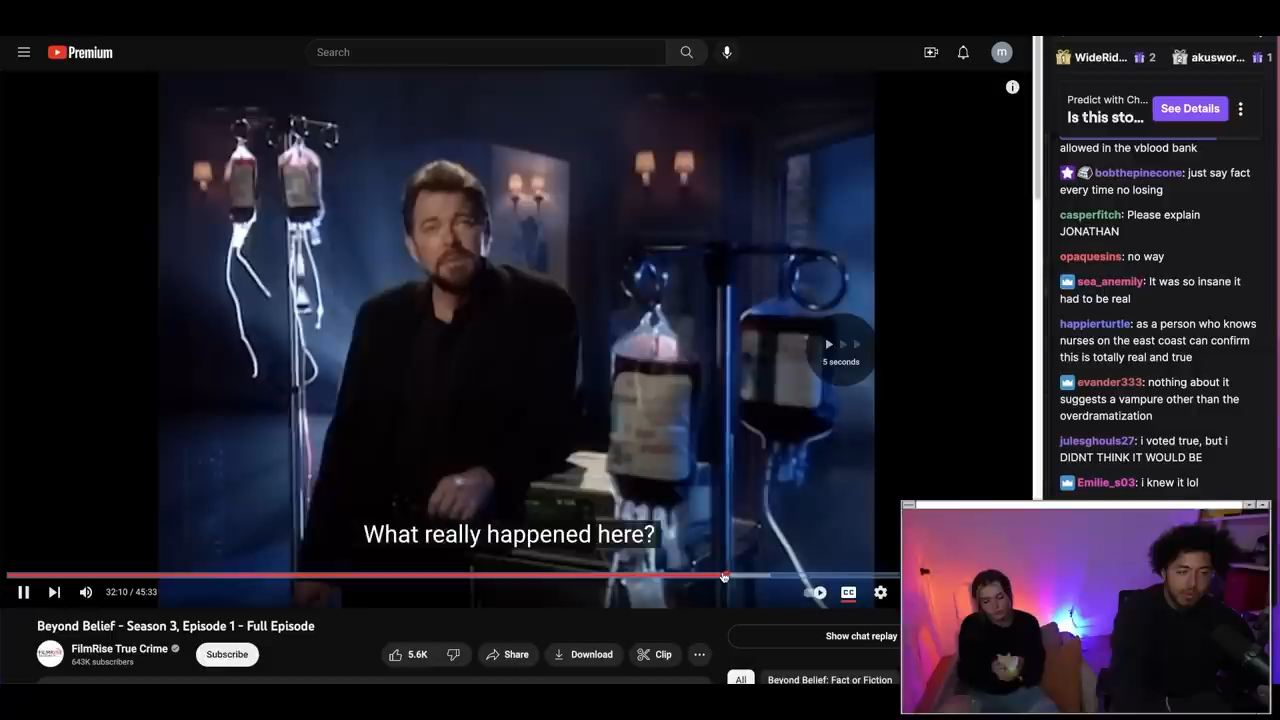 Premium
Search
m
5 seconds
What really happened here?
32:10 / 45:33
CC
Beyond Belief - Season 3, Episode 1 - Full Episode
FilmRise True Crime
643K subscribers
Subscribe
5.6K
Share
Download
Clip
Show chat replay
All
Beyond Belief: Fact or Fiction
WideRid... 2
akuswor... 1
Predict with Ch...
Is this sto...
See Details
allowed in the vblood bank
bobthepinecone: just say fact
every time no losing
casperfitch: Please explain
JONATHAN
opaquesins: no way
sea_anemily: It was so insane it
had to be real
happierturtle: as a person who knows
nurses on the east coast can confirm
this is totally real and true
evander333: nothing about it
suggests a vampure other than the
overdramatization
julesghouls27: i voted true, but i
DIDNT THINK IT WOULD BE
Emilie_s03: i knew it lol